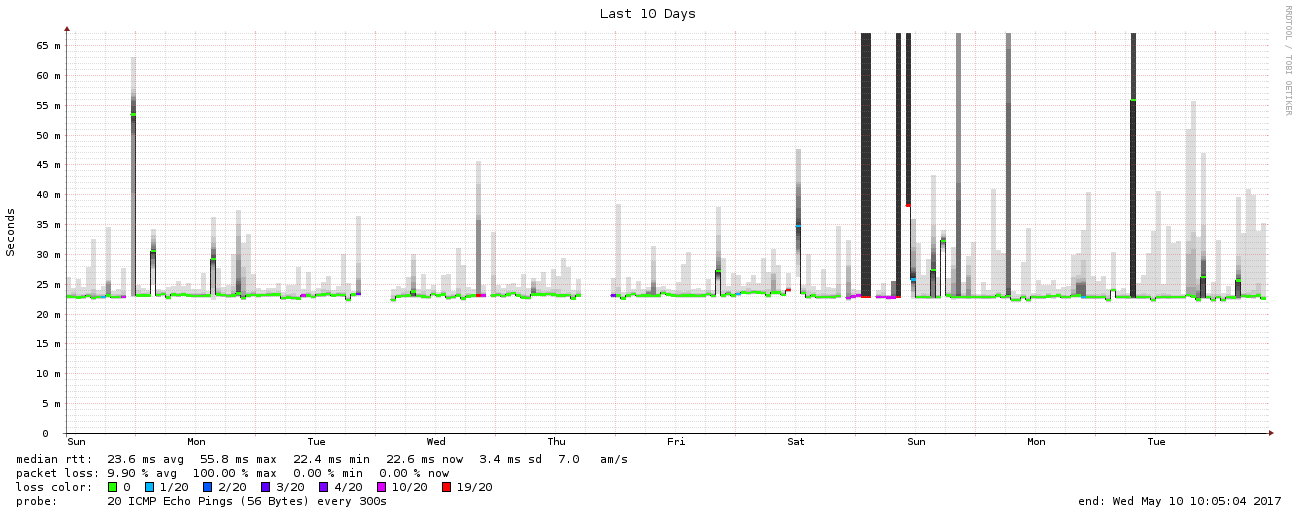 Last 10 Days
RRDTOOL / TOBI OETIKER
Seconds
65 m
60 m
55 m
50 m
45 m
40 m
35 m
30 m
25 m
20 m
15 m
10 m
5 m
0
Sun Mon Tue Wed Thu Fri Sat Sun Mon Tue
median rtt: 23.6 ms avg 55.8 ms max 22.4 ms min 22.6 ms now 3.4 ms sd 7.0 am/s
packet loss: 9.90 % avg 100.00 % max 0.00 % min 0.00 % now
loss color: 0 1/20 2/20 3/20 4/20 10/20 19/20
probe: 20 ICMP Echo Pings (56 Bytes) every 300s end: Wed May 10 10:05:04 2017